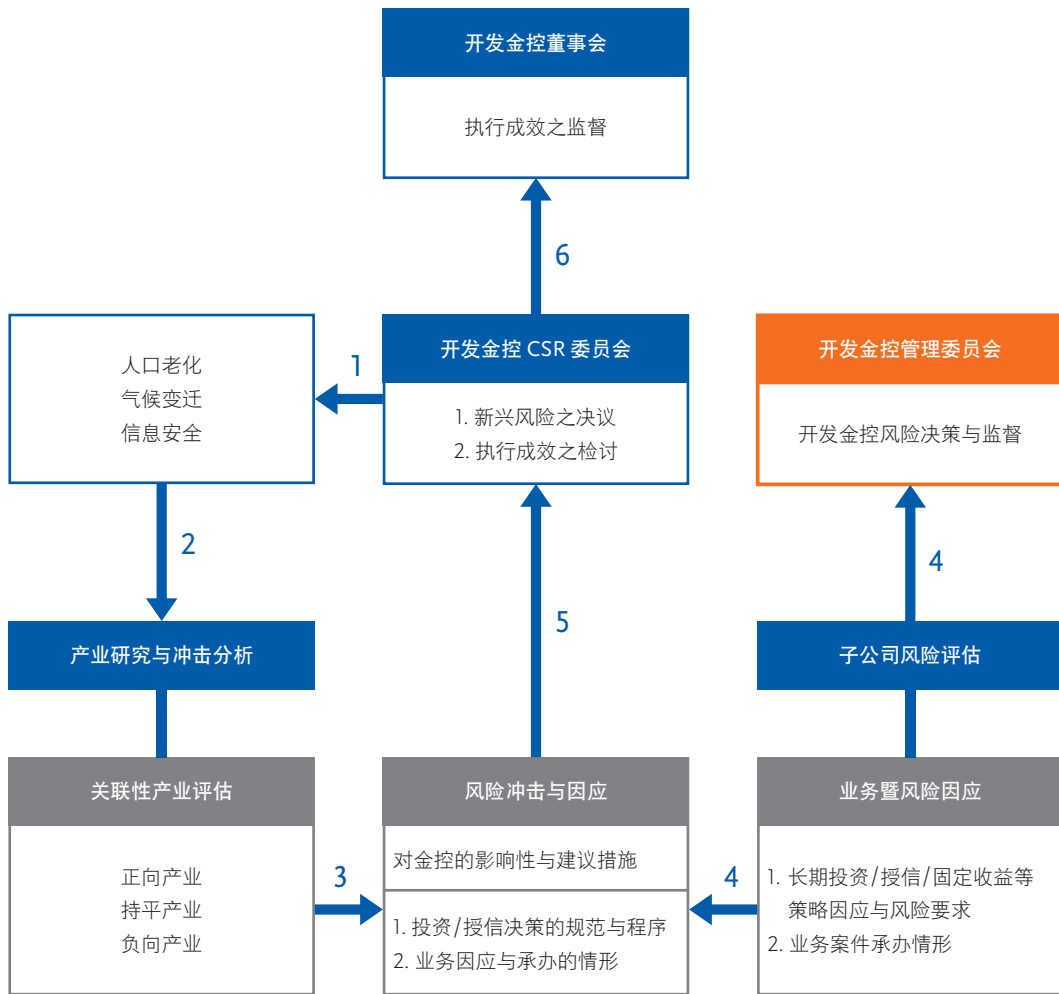 开发金控董事会
执行成效之监督
6
人口老化
气候变迁
信息安全
1
开发金控 CSR 委员会
1. 新兴风险之决议
2. 执行成效之检讨
开发金控管理委员会
开发金控风险决策与监督
2
5
4
产业研究与冲击分析
子公司风险评估
关联性产业评估
正向产业
持平产业
负向产业
3
风险冲击与因应
对金控的影响性与建议措施
1. 投资/授信决策的规范与程序
2. 业务因应与承办的情形
4
业务暨风险因应
1. 长期投资/授信/固定收益等
策略因应与风险要求
2. 业务案件承办情形